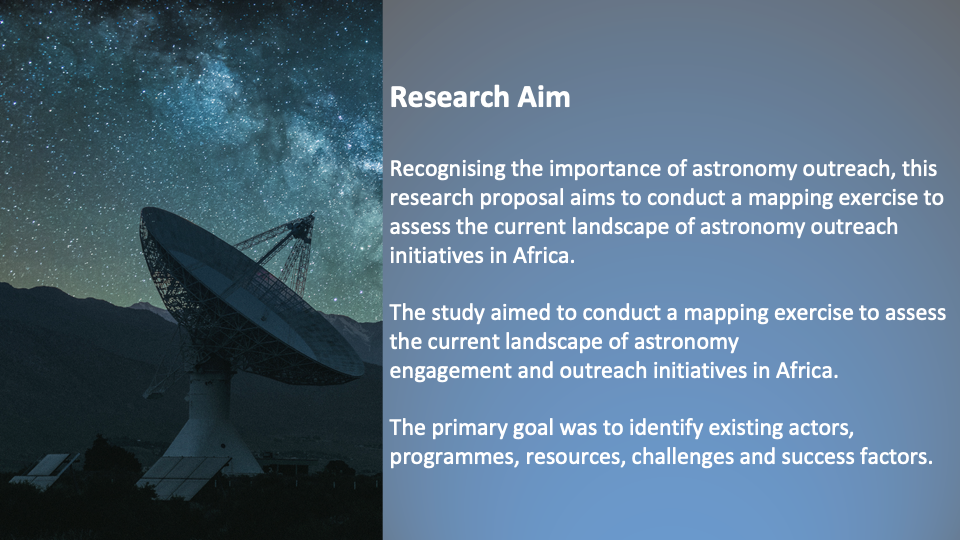 Research Aim
Recognising the importance of astronomy outreach, this
research proposal aims to conduct a mapping exercise to
assess the current landscape of astronomy outreach
initiatives in Africa.
The study aimed to conduct a mapping exercise to assess
the current landscape of astronomy
engagement and outreach initiatives in Africa.
The primary goal was to identify existing actors,
programmes, resources, challenges and success factors.